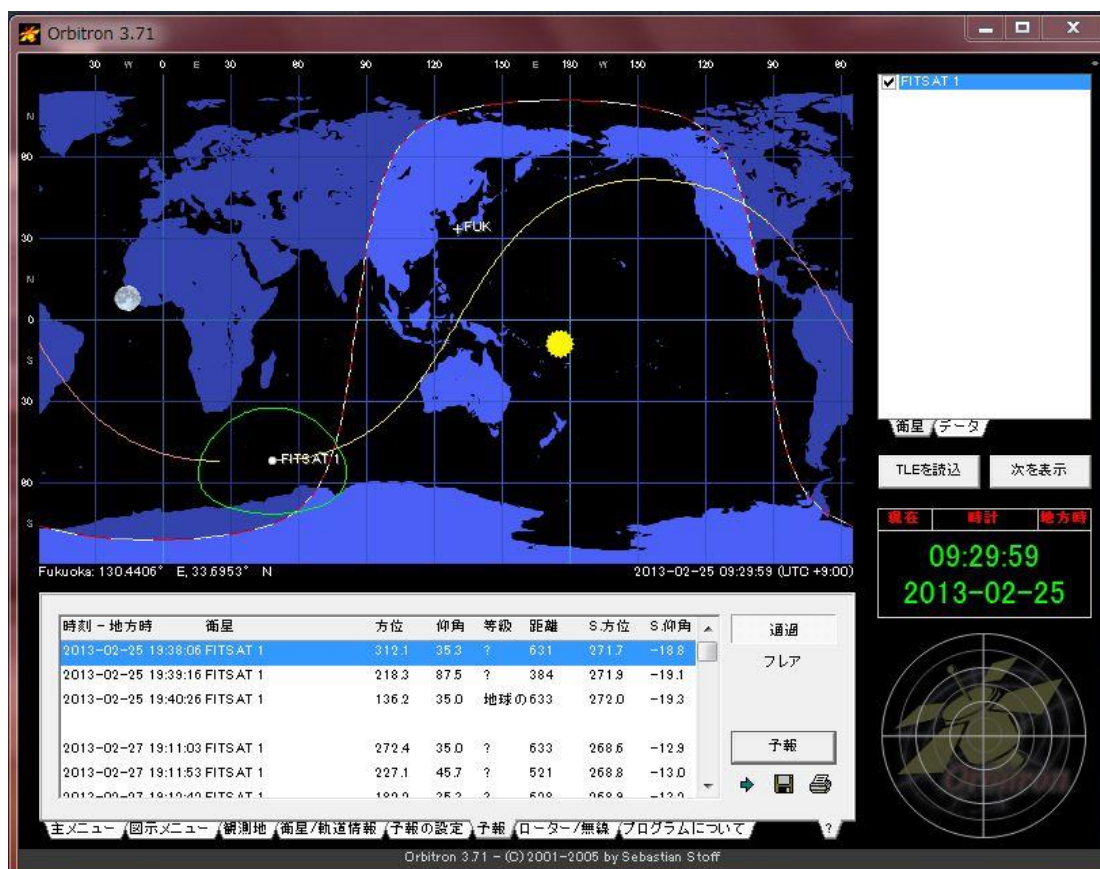 Orbitron 3.71
30 W 0 E 30 60 90 120 150 E 180 W 150 120 90 60
N
60
30
N
0
S
30
60
S
FUK
FITSAT 1
Fukuoka: 130.4406° E, 33.5953° N
2013-02-25 09:29:59 (UTC +9:00)
FITSAT 1
衛星 データ
TLEを読込 次を表示
現在 時計 地方時
09:29:59
2013-02-25
時刻 - 地方時 衛星 方位 仰角 等級 距離 S.方位 S.仰角
2013-02-25 19:38:06 FITSAT 1 312.1 35.3 ? 631 271.7 -18.8
2013-02-25 19:39:16 FITSAT 1 218.3 87.5 ? 384 271.9 -19.1
2013-02-25 19:40:26 FITSAT 1 136.2 35.0 地球の 633 272.0 -19.3
2013-02-27 19:11:03 FITSAT 1 272.4 35.0 ? 633 268.6 -12.9
2013-02-27 19:11:53 FITSAT 1 227.1 45.7 ? 521 268.8 -13.0
通過
フレア
予報
主メニュー 図示メニュー 観測地 衛星/軌道情報 予報の設定 予報 ローター/無線 プログラムについて ?
Orbitron
Orbitron 3.71 - (C) 2001-2005 by Sebastian Stoff